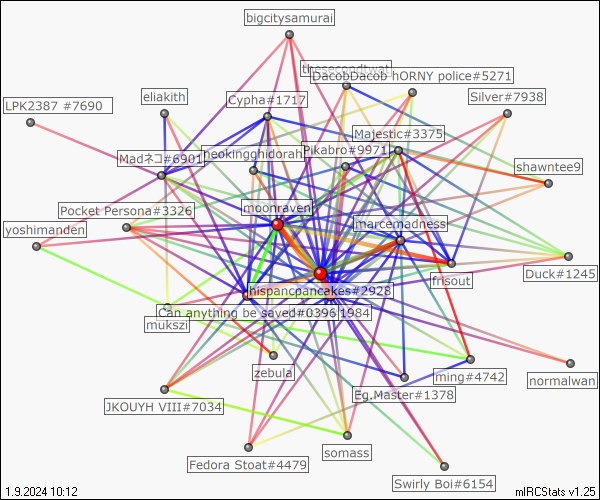 bigcitysamurai
thesecondtwat
DacobDacob hORNY police#5271
eliakith
Cypha#1717
Silver#7938
LPK2387 #7690
Majestic#3375
Pikabro#9971
neokingghidorah
Madネコ#6901
shawntee9
moonraven
Pocket Persona#3326
marcemadness
yoshimanden
Duck#1245
frisout
hispancpancakes#2928
Can anything be saved#0396
1984
mukszi
zebula
ming#4742
normalwan
Eg.Master#1378
JKOUYH VIII#7034
somass
Fedora Stoat#4479
Swirly Boi#6154
1.9.2024 10:12
mIRCStats v1.25